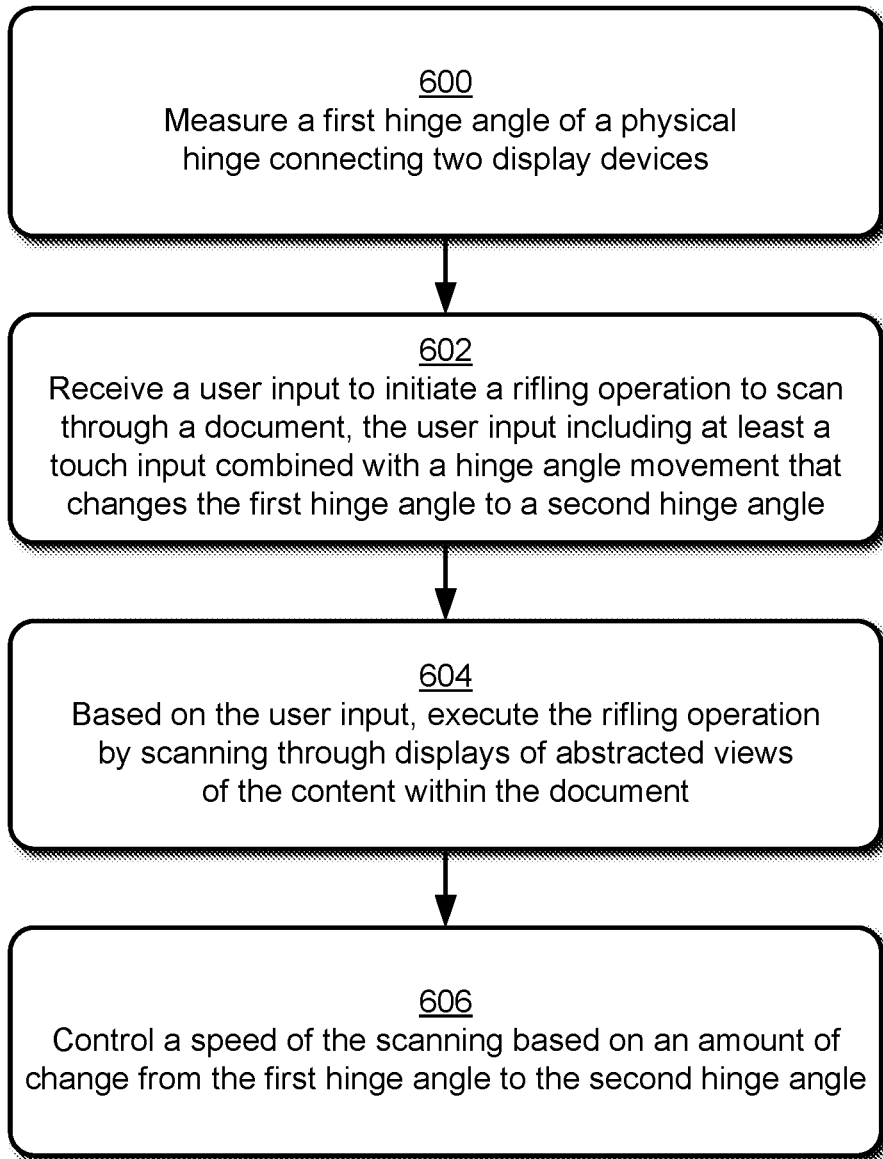 600
Measure a first hinge angle of a physical
hinge connecting two display devices
602
Receive a user input to initiate a rifling operation to scan
through a document, the user input including at least a
touch input combined with a hinge angle movement that
changes the first hinge angle to a second hinge angle
604
Based on the user input, execute the rifling operation
by scanning through displays of abstracted views
of the content within the document
606
Control a speed of the scanning based on an amount of
change from the first hinge angle to the second hinge angle